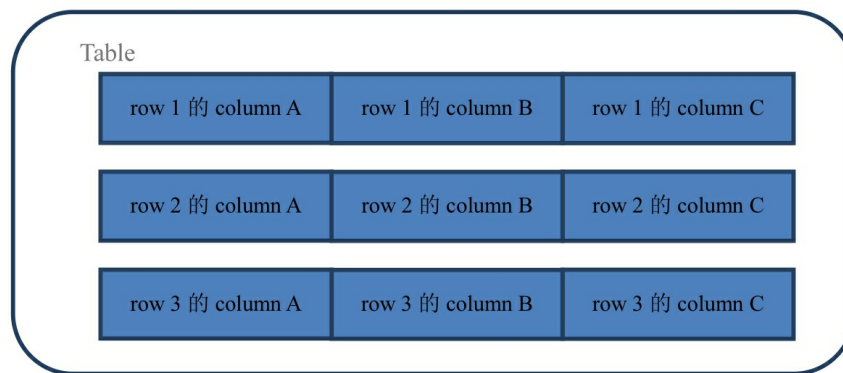 Table
row 1 的 column A row 1 的 column B row 1 的 column C
row 2 的 column A row 2 的 column B row 2 的 column C
row 3 的 column A row 3 的 column B row 3 的 column C